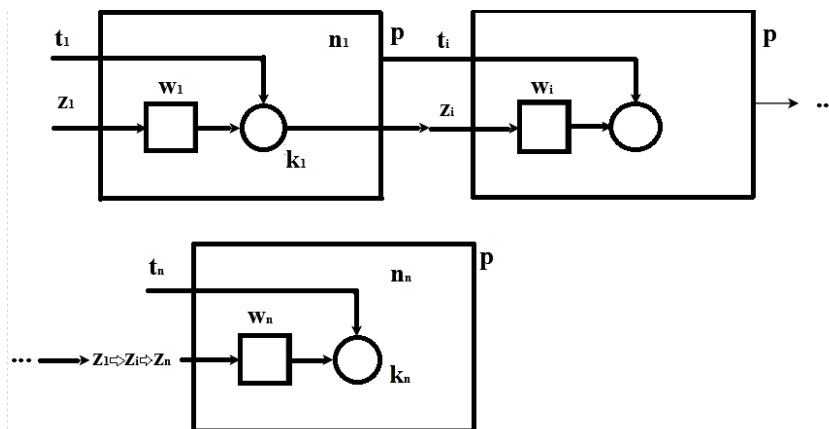 t₁ n₁ p tᵢ p
w₁ wᵢ
z₁ zᵢ
k₁
...
tₙ nₙ p
wₙ
... z₁⇨zᵢ⇨zₙ
kₙ